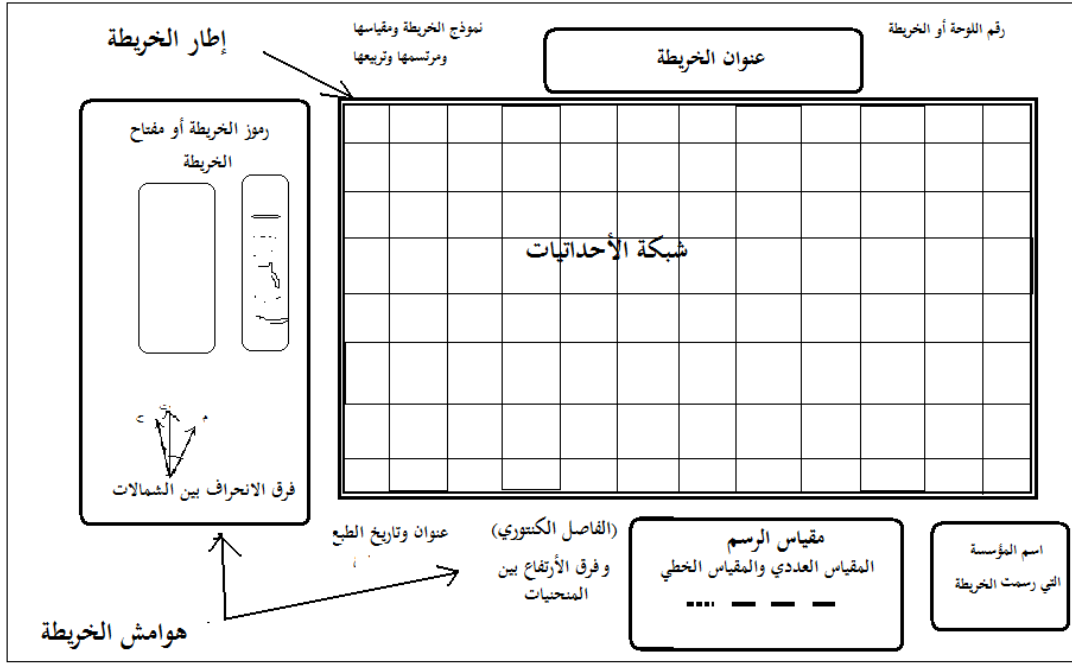 رقم اللوحة أو الخريطة
عنوان الخريطة
نموذج الخريطة ومقياسها
ومرتسمها وتربيعها
إطار الخريطة
رموز الخريطة أو مفتاح
الخريطة
شبكة الأحداتيات
م
فرق الانحراف بين الشمالات
اسم المؤسسة
التي رسمت الخريطة
مقياس الرسم
المقياس العددي والمقياس الخطي
(الفاصل الكنتوري)
وفرق الأرتفاع بين
المنحنيات
عنوان وتاريخ الطبع
هوامش الخريطة